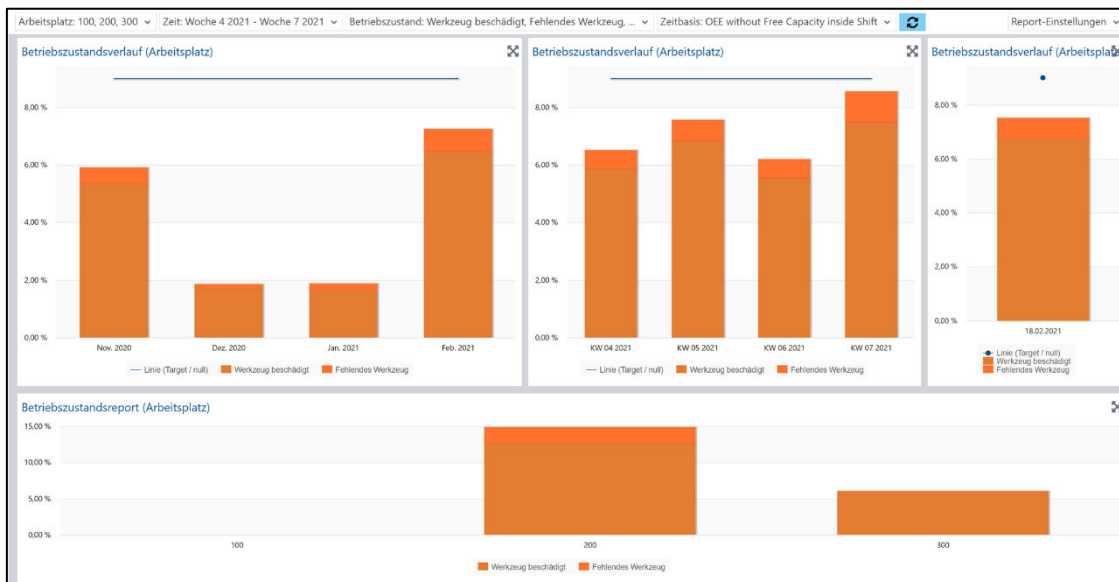 Arbeitsplatz: 100, 200, 300 Zeit: Woche 4 2021 - Woche 7 2021 Betriebszustand: Werkzeug beschädigt, Fehlendes Werkzeug, ... Zeitbasis: OEE without Free Capacity inside Shift Report-Einstellungen
Betriebszustandsverlauf (Arbeitsplatz)
8,00 %
6,00 %
4,00 %
2,00 %
0,00 %
Nov. 2020 Dez. 2020 Jan. 2021 Feb. 2021
Linie (Target / null) Werkzeug beschädigt Fehlendes Werkzeug
Betriebszustandsverlauf (Arbeitsplatz)
8,00 %
6,00 %
4,00 %
2,00 %
0,00 %
KW 04 2021 KW 05 2021 KW 06 2021 KW 07 2021
Linie (Target / null) Werkzeug beschädigt Fehlendes Werkzeug
Betriebszustandsverlauf (Arbeitsplatz)
8,00 %
6,00 %
4,00 %
2,00 %
0,00 %
18.02.2021
Linie (Target / null)
Werkzeug beschädigt
Fehlendes Werkzeug
Betriebszustandsreport (Arbeitsplatz)
15,00 %
10,00 %
5,00 %
0,00 %
100 200 300
Werkzeug beschädigt Fehlendes Werkzeug